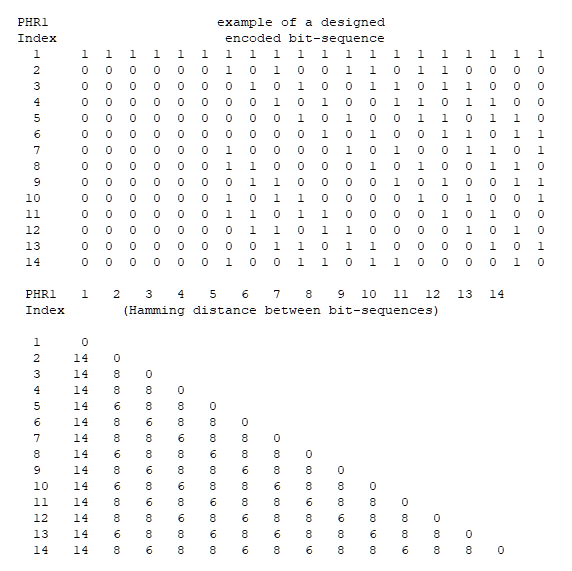 PHR1 example of a designed
Index encoded bit-sequence
1 1 1 1 1 1 1 1 1 1 1 1 1 1 1 1 1 1 1 1 1
2 0 0 0 0 0 0 1 0 1 0 0 1 1 0 1 1 0 0 0 0
3 0 0 0 0 0 0 0 1 0 1 0 0 1 1 0 1 1 0 0 0
4 0 0 0 0 0 0 0 0 1 0 1 0 0 1 1 0 1 1 0 0
5 0 0 0 0 0 0 0 0 0 1 0 1 0 0 1 1 0 1 1 0
6 0 0 0 0 0 0 0 0 0 0 1 0 1 0 0 1 1 0 1 1
7 0 0 0 0 0 0 1 0 0 0 0 1 0 1 0 0 1 1 0 1
8 0 0 0 0 0 0 1 1 0 0 0 0 1 0 1 0 0 1 1 0
9 0 0 0 0 0 0 0 1 1 0 0 0 0 1 0 1 0 0 1 1
10 0 0 0 0 0 0 1 0 1 1 0 0 0 0 1 0 1 0 0 1
11 0 0 0 0 0 0 1 1 0 1 1 0 0 0 0 1 0 1 0 0
12 0 0 0 0 0 0 0 1 1 0 1 1 0 0 0 0 1 0 1 0
13 0 0 0 0 0 0 0 0 1 1 0 1 1 0 0 0 0 1 0 1
14 0 0 0 0 0 0 1 0 0 1 1 0 1 1 0 0 0 0 1 0
PHR1 1 2 3 4 5 6 7 8 9 10 11 12 13 14
Index (Hamming distance between bit-sequences)
1 0
2 14 0
3 14 8 0
4 14 8 8 0
5 14 6 8 8 0
6 14 8 6 8 8 0
7 14 8 8 6 8 8 0
8 14 6 8 8 6 8 8 0
9 14 8 6 8 8 6 8 8 0
10 14 6 8 6 8 8 6 8 8 0
11 14 8 6 8 6 8 8 6 8 8 0
12 14 8 8 6 8 6 8 8 6 8 8 0
13 14 6 8 8 6 8 6 8 8 6 8 8 0
14 14 8 6 8 8 6 8 6 8 8 6 8 8 0